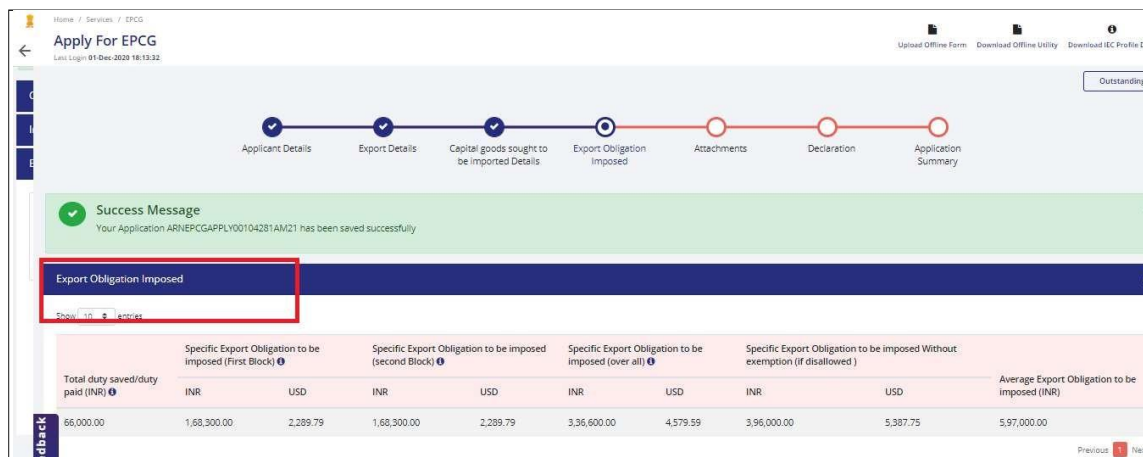 Home / Services / EPCG
Apply For EPCG
Last Login 01-Dec-2020 18:13:32
Upload Offline Form Download Offline Utility Download IEC Profile D
Outstanding
Applicant Details Export Details Capital goods sought to be imported Details Export Obligation Imposed Attachments Declaration Application Summary
Success Message
Your Application ARNEPCGAPPLY00104281AM21 has been saved successfully
Export Obligation Imposed
Show 10 entries
Total duty saved/duty paid (INR) Specific Export Obligation to be imposed (First Block) Specific Export Obligation to be imposed (second Block) Specific Export Obligation to be imposed (over all) Specific Export Obligation to be imposed Without exemption (if disallowed ) Average Export Obligation to be imposed (INR)
INR USD INR USD INR USD INR USD
66,000.00 1,68,300.00 2,289.79 1,68,300.00 2,289.79 3,36,600.00 4,579.59 3,96,000.00 5,387.75 5,97,000.00
edback
Previous 1 Ne